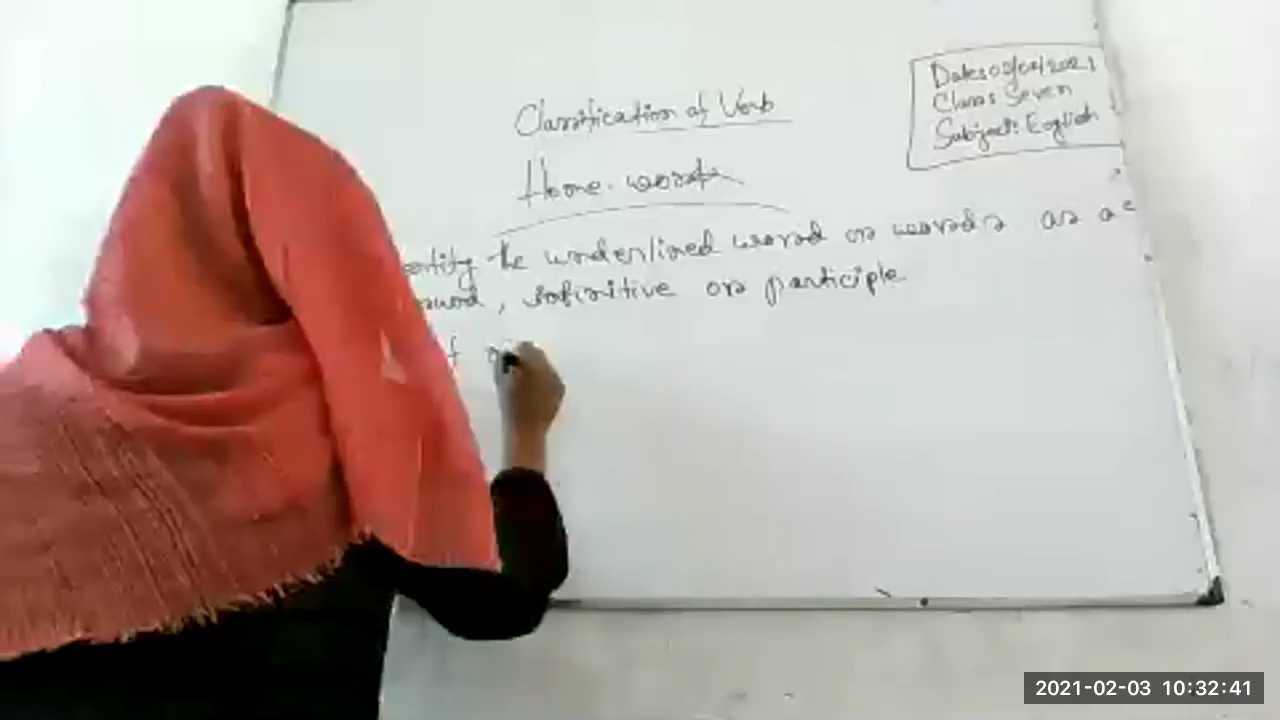 Classification of Verb
Home work
Date: 03/02/2021
Class: Seven
Subject: English
entify the underlined word or words as a
erund, infinitive or participle
2021-02-03 10:32:41